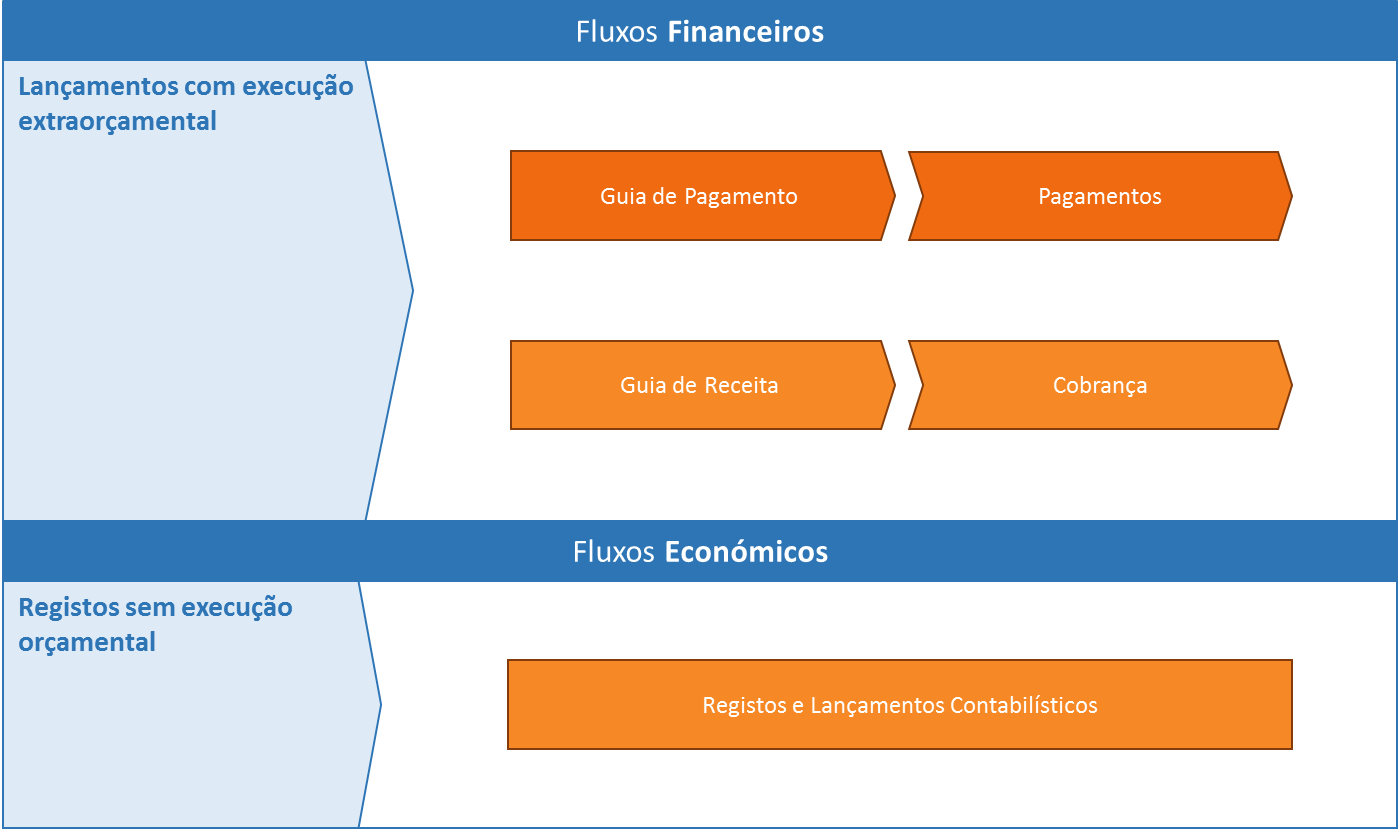 Fluxos Financeiros
Lançamentos com execução
extraorçamental
Guia de Pagamento
Pagamentos
Guia de Receita
Cobrança
Fluxos Económicos
Registos sem execução
orçamental
Registos e Lançamentos Contabilísticos